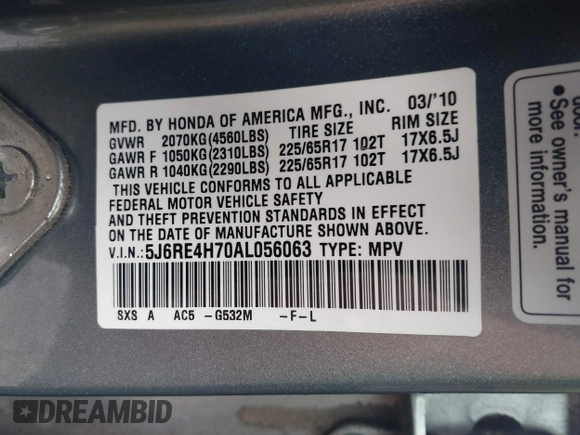 MFD. BY HONDA OF AMERICA MFG., INC. 03/'10
GVWR 2070KG(4560LBS) TIRE SIZE RIM SIZE
GAWR F 1050KG(2310LBS) 225/65R17 102T 17X6.5J
GAWR R 1040KG(2290LBS) 225/65R17 102T 17X6.5J
THIS VEHICLE CONFORMS TO ALL APPLICABLE
FEDERAL MOTOR VEHICLE SAFETY
AND THEFT PREVENTION STANDARDS IN EFFECT
ON THE DATE OF MANUFACTURE SHOWN ABOVE.
V.I.N.:5J6RE4H70AL056063 TYPE: MPV
SXS A AC5 -G532M -F-L
●See owner's manual for
more information.
DREAMBID